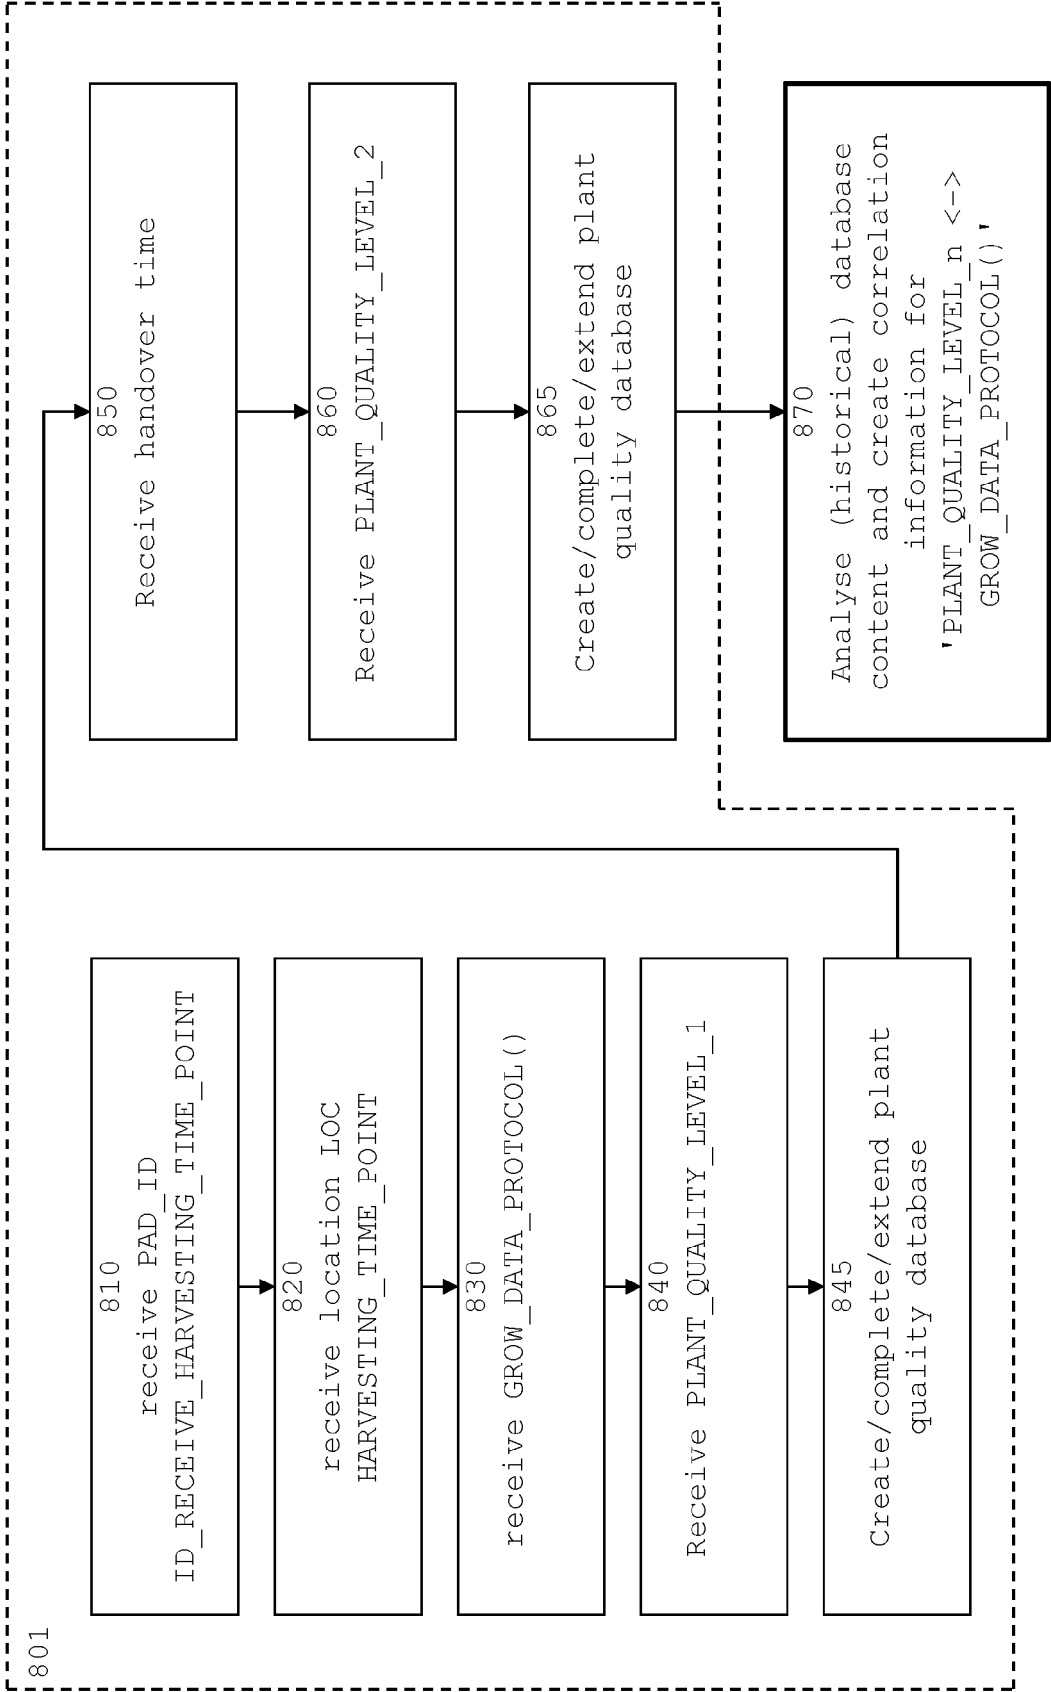 801
810
receive PAD_ID
ID_RECEIVE_HARVESTING_TIME_POINT
820
receive location LOC
HARVESTING_TIME_POINT
830
receive GROW_DATA_PROTOCOL()
840
Receive PLANT_QUALITY_LEVEL_1
845
Create/complete/extend plant
quality database
850
Receive handover time
860
Receive PLANT_QUALITY_LEVEL_2
865
Create/complete/extend plant
quality database
870
Analyse (historical) database
content and create correlation
information for
'PLANT_QUALITY_LEVEL_n <->
GROW_DATA_PROTOCOL()'